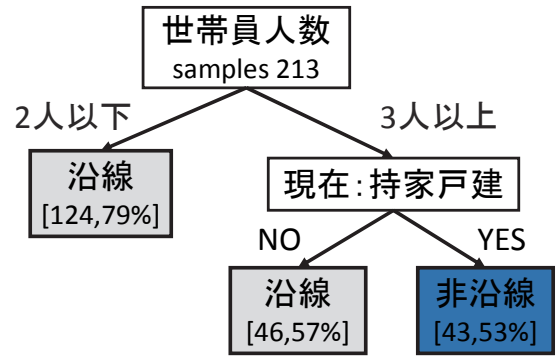 世帯員人数
samples 213
2人以下
3人以上
沿線
[124,79%]
現在:持家戸建
NO
YES
沿線
[46,57%]
非沿線
[43,53%]